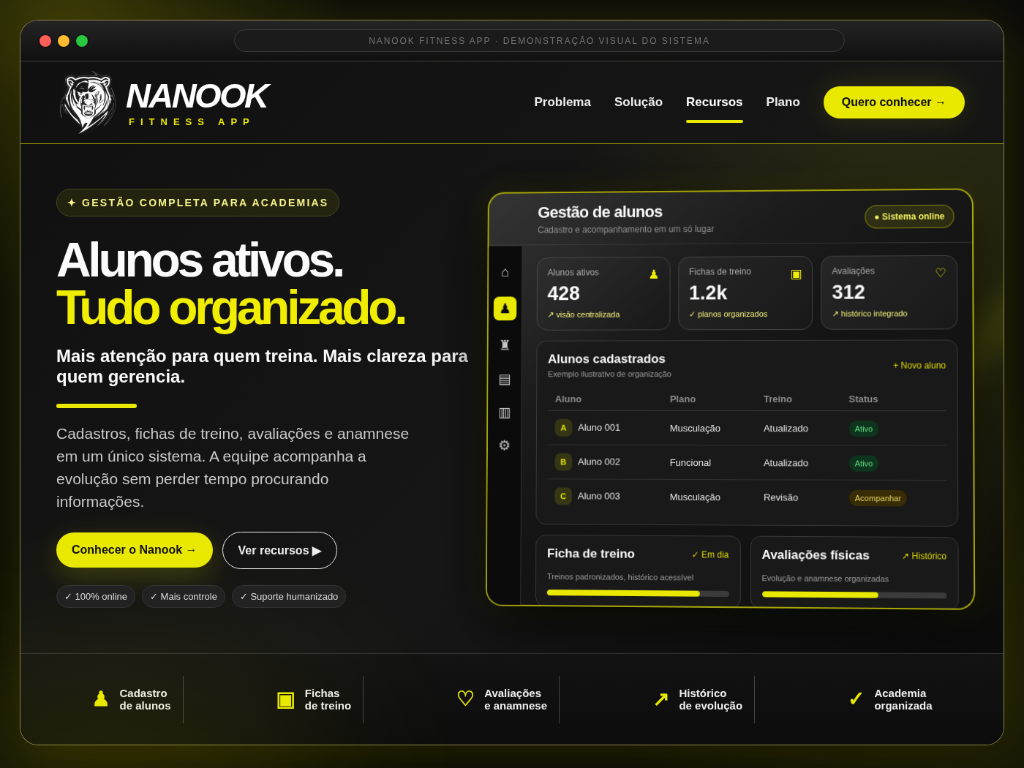 NANOOK FITNESS APP · DEMONSTRAÇÃO VISUAL DO SISTEMA
NANOOK
FITNESS APP
Problema
Solução
Recursos
Plano
Quero conhecer →
✦ GESTÃO COMPLETA PARA ACADEMIAS
Alunos ativos.
Tudo organizado.
Mais atenção para quem treina. Mais clareza para
quem gerencia.
Cadastros, fichas de treino, avaliações e anamnese
em um único sistema. A equipe acompanha a
evolução sem perder tempo procurando
informações.
Conhecer o Nanook →
Ver recursos ▶
✓ 100% online
✓ Mais controle
✓ Suporte humanizado
Gestão de alunos
Cadastro e acompanhamento em um só lugar
● Sistema online
Alunos ativos
428
↗ visão centralizada
Fichas de treino
1.2k
✓ planos organizados
Avaliações
312
↗ histórico integrado
Alunos cadastrados
Exemplo ilustrativo de organização
+ Novo aluno
Aluno Plano Treino Status
A Aluno 001 Musculação Atualizado Ativo
B Aluno 002 Funcional Atualizado Ativo
C Aluno 003 Musculação Revisão Acompanhar
Ficha de treino
✓ Em dia
Treinos padronizados, histórico acessível
Avaliações físicas
↗ Histórico
Evolução e anamnese organizadas
Cadastro
de alunos
Fichas
de treino
Avaliações
e anamnese
Histórico
de evolução
Academia
organizada